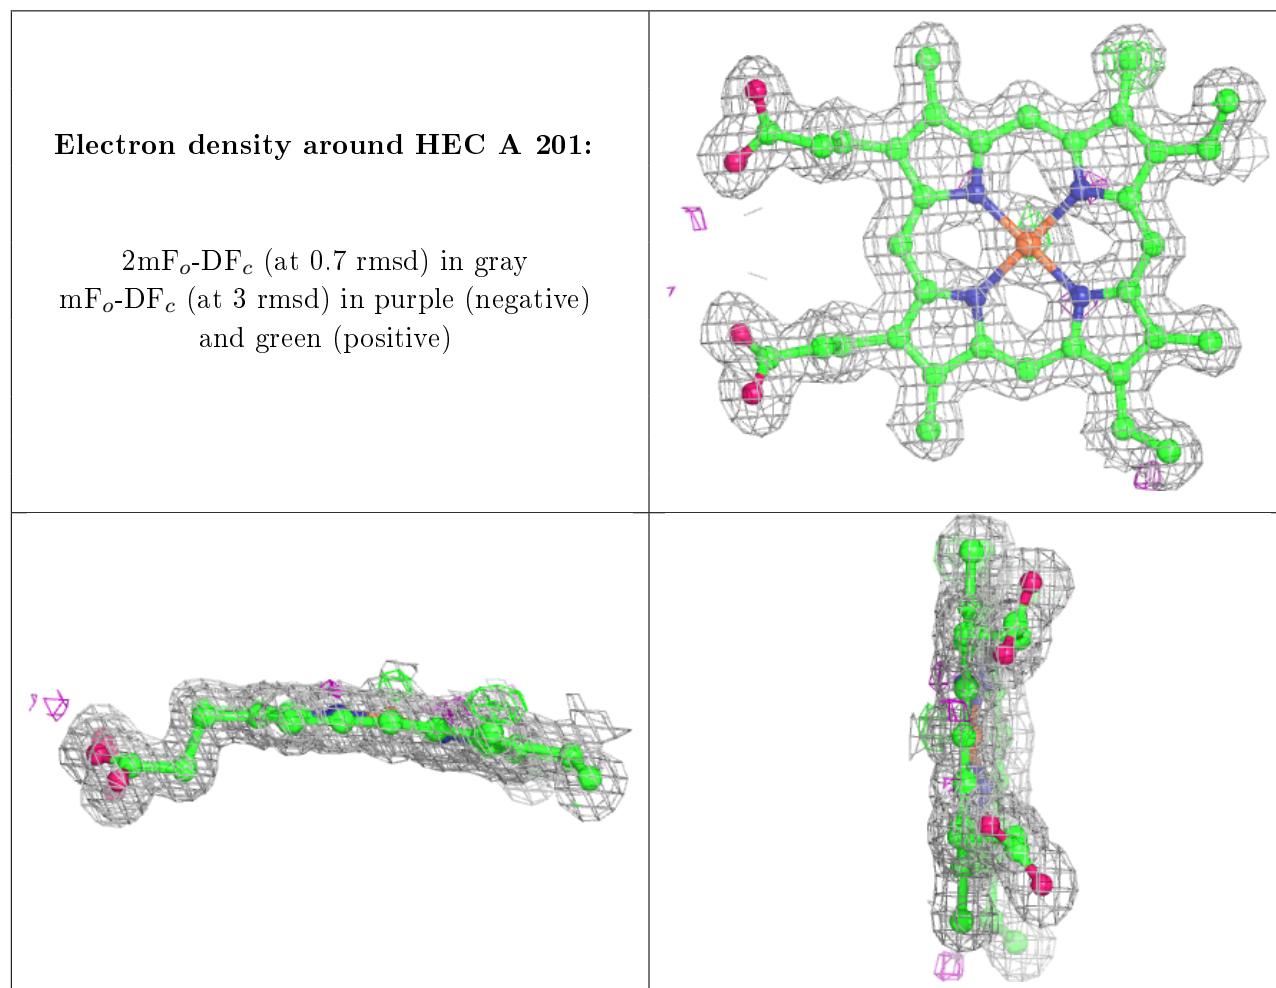 Electron density around HEC A 201:
2mFo-DFc (at 0.7 rmsd) in gray
mFo-DFc (at 3 rmsd) in purple (negative)
and green (positive)